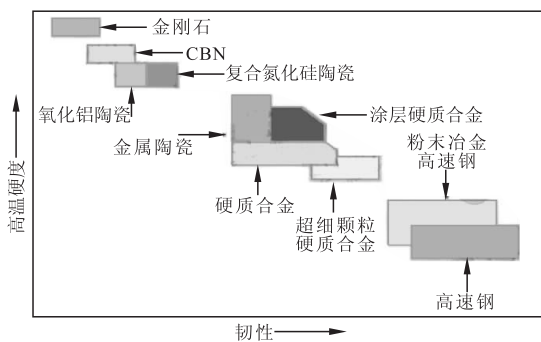 金刚石
CBN
复合氮化硅陶瓷
氧化铝陶瓷
涂层硬质合金
金属陶瓷
粉末冶金
高速钢
硬质合金
超细颗粒
硬质合金
高速钢
高温硬度
韧性